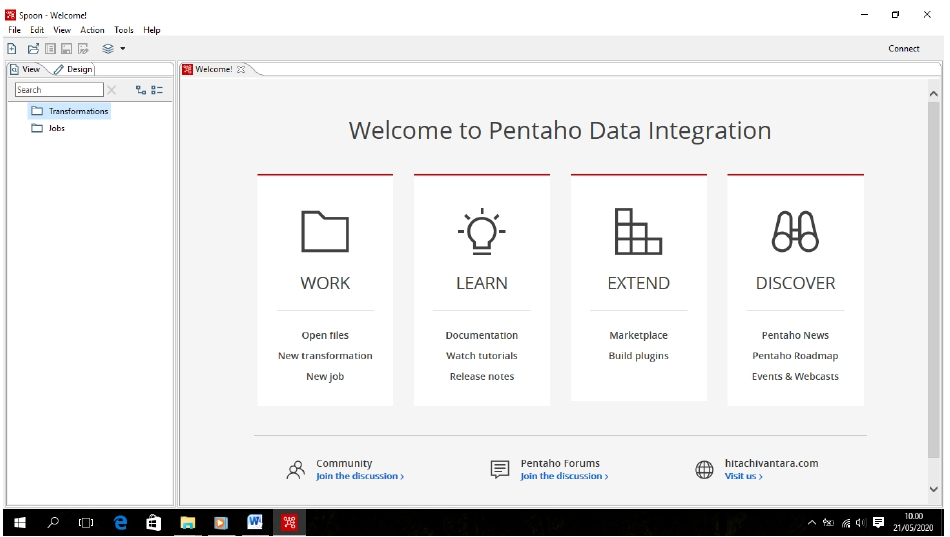 Spoon - Welcome!
File Edit View Action Tools Help
Connect
View Design
Welcome!
Search
Transformations
Jobs
Welcome to Pentaho Data Integration
WORK
Open files
New transformation
New job
LEARN
Documentation
Watch tutorials
Release notes
EXTEND
Marketplace
Build plugins
DISCOVER
Pentaho News
Pentaho Roadmap
Events & Webcasts
Community
Join the discussion >
Pentaho Forums
Join the discussion >
hitachivantara.com
Visit us >
10.00
21/05/2020